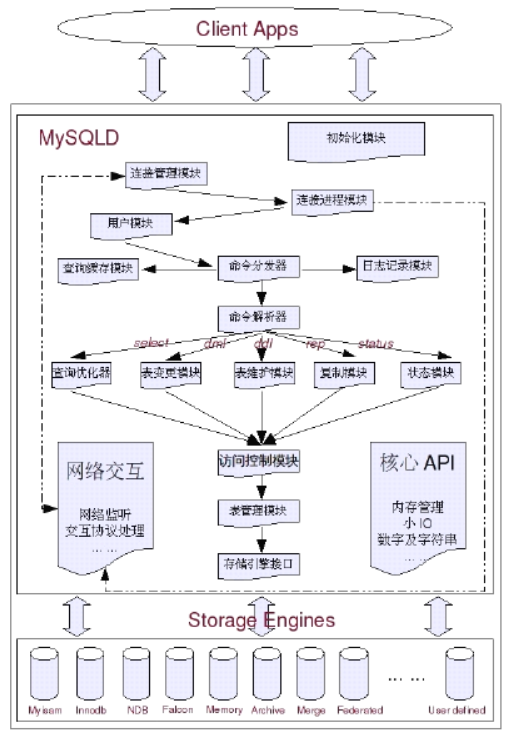 Client Apps
MySQLD
初始化模块
连接管理模块
连接进程模块
用户模块
查询缓存模块
命令分发器
日志记录模块
命令解析器
select
dml
ddl
rep
status
查询优化器
表变更模块
表维护模块
复制模块
状态模块
访问控制模块
网络交互
网络监听
交互协议处理
... ...
核心 API
内存管理
小 IO
数字及字符串
... ...
表管理模块
存储引擎接口
Storage Engines
Myisam
Innodb
NDB
Falcon
Memory
Archive
Merge
Federated
... ...
User defined